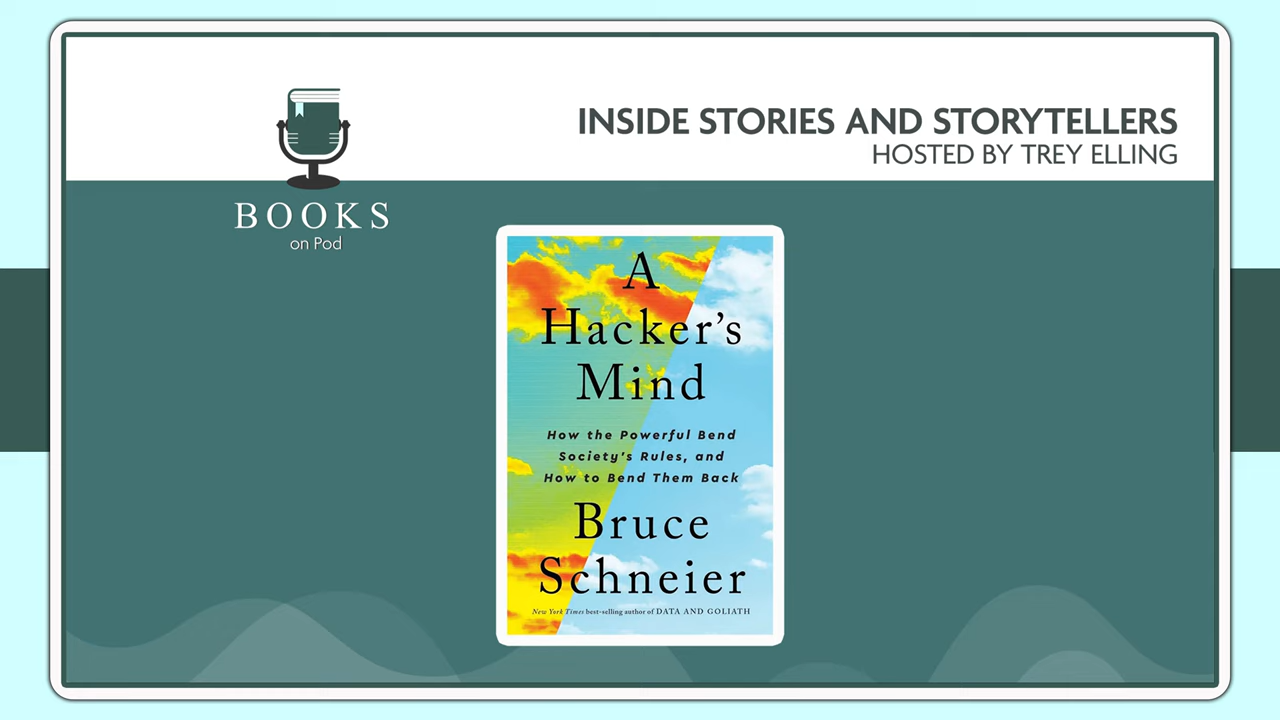 INSIDE STORIES AND STORYTELLERS
HOSTED BY TREY ELLING
BOOKS
on Pod
A
Hacker's
Mind
How the Powerful Bend
Society's Rules, and
How to Bend Them Back
Bruce
Schneier
New York Times best-selling author of DATA AND GOLIATH